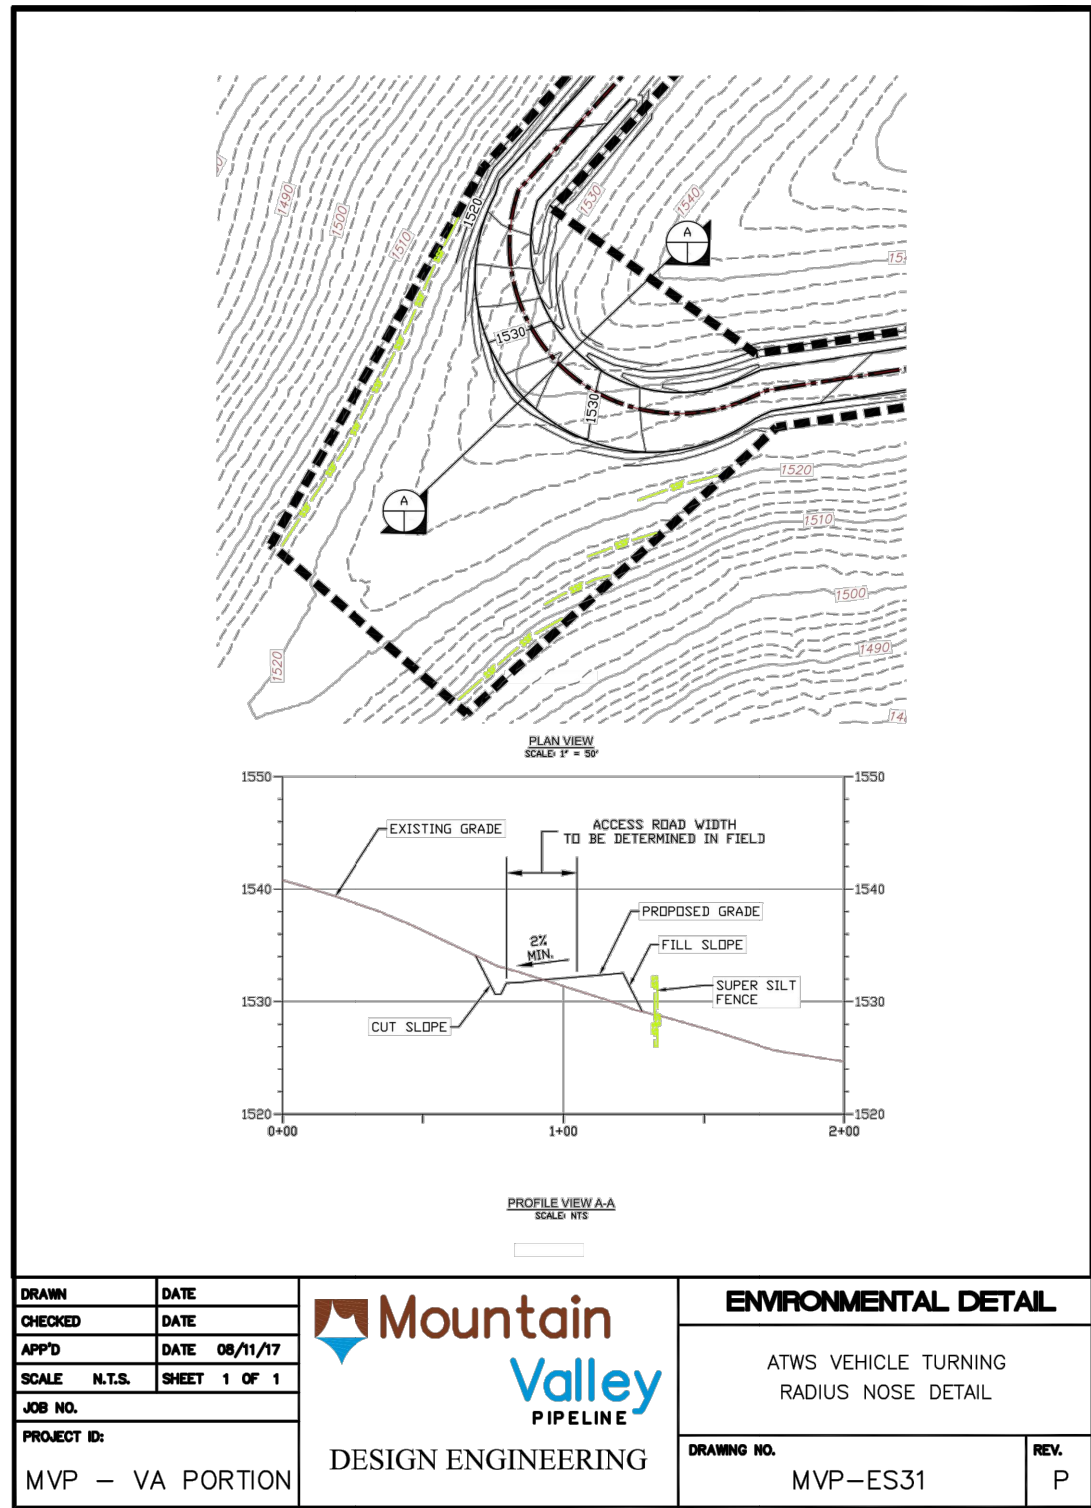 1490
1500
1510
1520
1530
1540
A
1530
1530
A
1520
1510
1500
1490
1520
PLAN VIEW
SCALE: 1" = 50'
1550
1550
EXISTING GRADE
ACCESS ROAD WIDTH
TO BE DETERMINED IN FIELD
1540
1540
PROPOSED GRADE
2%
MIN.
FILL SLOPE
SUPER SILT
FENCE
1530
1530
CUT SLOPE
1520
1520
0+00
1+00
2+00
PROFILE VIEW A-A
SCALE: NTS
DRAWN
DATE
CHECKED
DATE
APP'D
DATE 08/11/17
SCALE N.T.S.
SHEET 1 OF 1
JOB NO.
PROJECT ID:
MVP - VA PORTION
Mountain
Valley
PIPELINE
DESIGN ENGINEERING
ENVIRONMENTAL DETAIL
ATWS VEHICLE TURNING
RADIUS NOSE DETAIL
DRAWING NO.
MVP-ES31
REV.
P